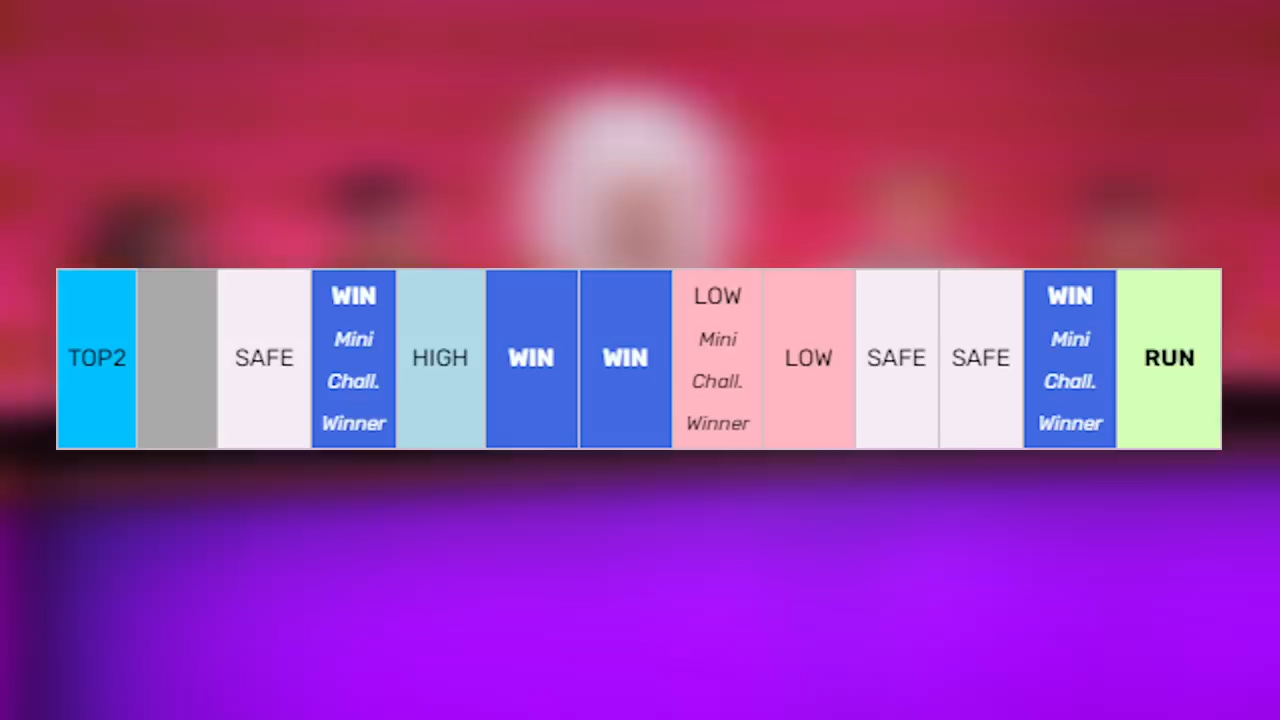 TOP2
SAFE
WIN
Mini
Chall.
Winner
HIGH
WIN
WIN
LOW
Mini
Chall.
Winner
LOW
SAFE
SAFE
WIN
Mini
Chall.
Winner
RUN